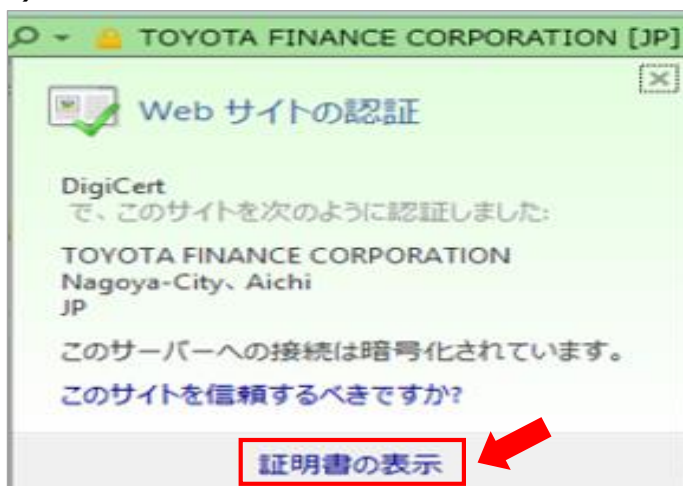 TOYOTA FINANCE CORPORATION [JP]
Web サイトの認証
DigiCert
で、このサイトを次のように認証しました:
TOYOTA FINANCE CORPORATION
Nagoya-City、Aichi
JP
このサーバーへの接続は暗号化されています。
このサイトを信頼するべきですか?
証明書の表示